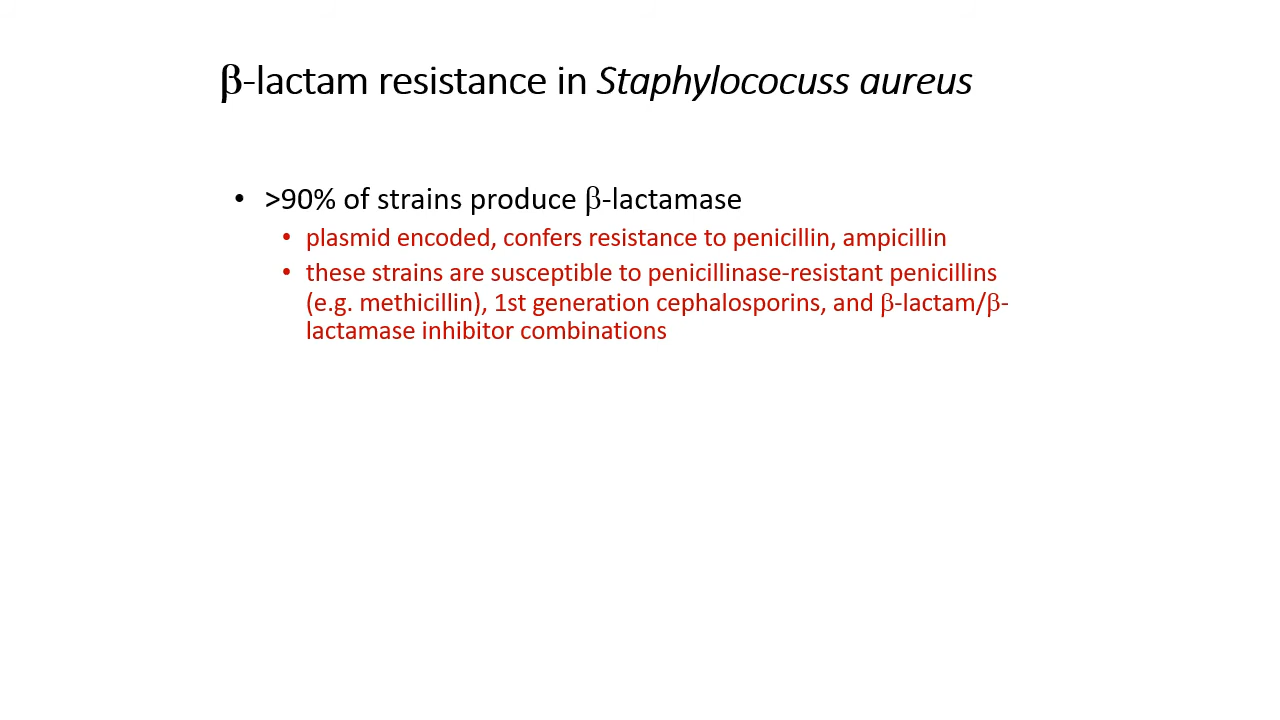 β-lactam resistance in Staphylococuss aureus
• >90% of strains produce β-lactamase
• plasmid encoded, confers resistance to penicillin, ampicillin
• these strains are susceptible to penicillinase-resistant penicillins
(e.g. methicillin), 1st generation cephalosporins, and β-lactam/β-
lactamase inhibitor combinations